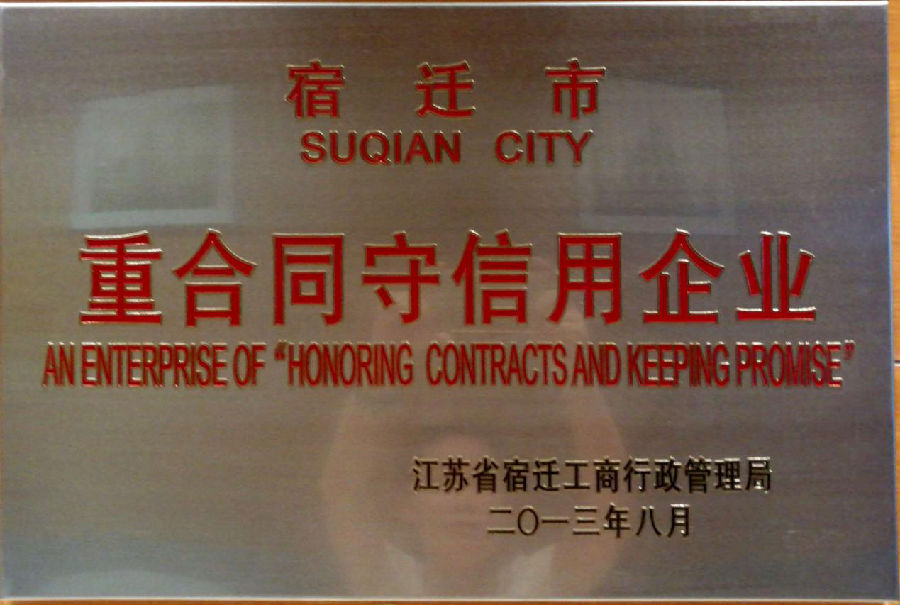 宿迁市
SUQIAN CITY
重合同守信用企业
AN ENTERPRISE OF "HONORING CONTRACTS AND KEEPING PROMISE"
江苏省宿迁工商行政管理局
二〇一三年八月